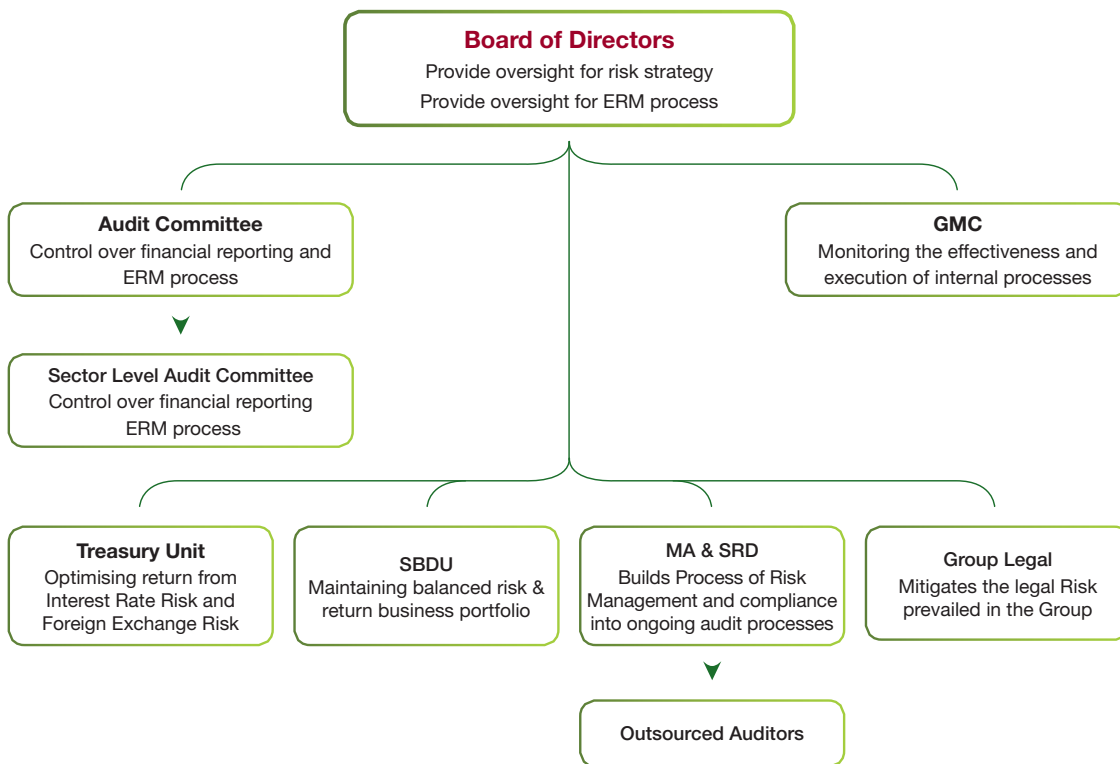 Board of Directors
Provide oversight for risk strategy
Provide oversight for ERM process
Audit Committee
Control over financial reporting and
ERM process
GMC
Monitoring the effectiveness and
execution of internal processes
Sector Level Audit Committee
Control over financial reporting
ERM process
Treasury Unit
Optimising return from
Interest Rate Risk and
Foreign Exchange Risk
SBDU
Maintaining balanced risk &
return business portfolio
MA & SRD
Builds Process of Risk
Management and compliance
into ongoing audit processes
Group Legal
Mitigates the legal Risk
prevailed in the Group
Outsourced Auditors